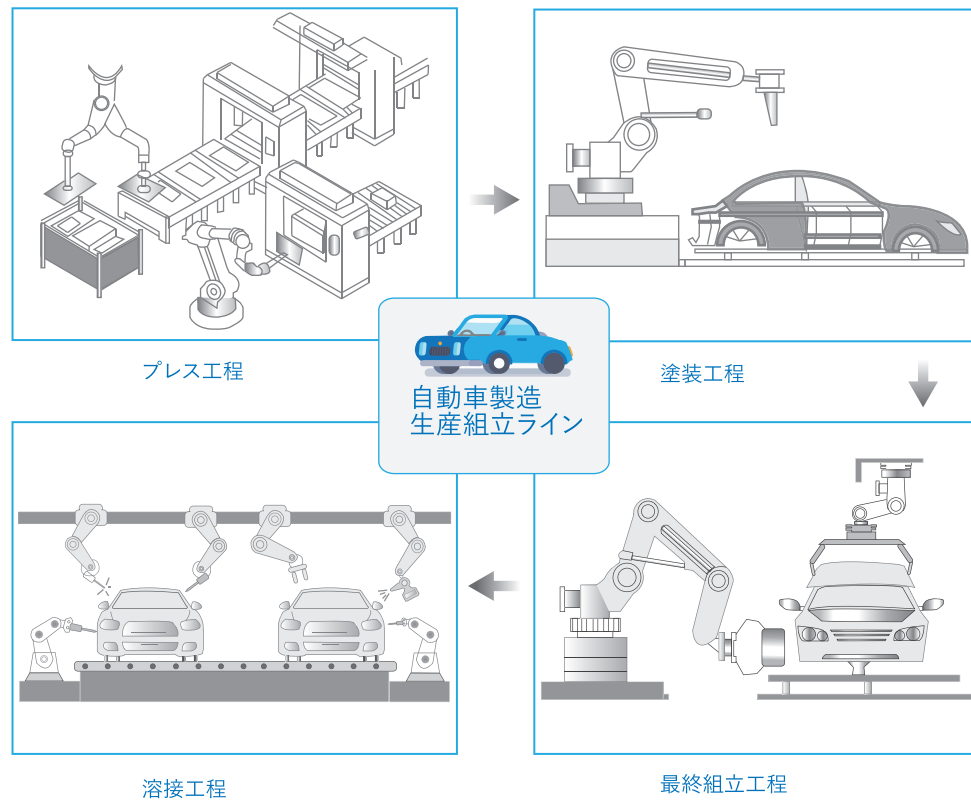 プレス工程
塗装工程
自動車製造
生産組立ライン
溶接工程
最終組立工程